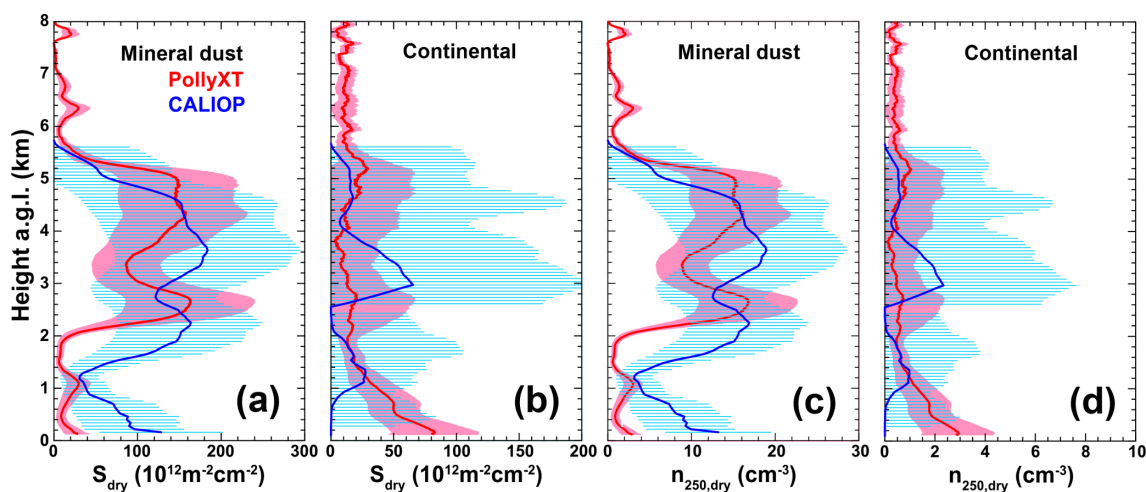 Mineral dust
PollyXT
CALIOP
Continental
Mineral dust
Continental
Height a.g.l. (km)
8
7
6
5
4
3
2
1
0
(a)
(b)
(c)
(d)
0 100 200 300
0 50 100 150 200
0 10 20 30
0 2 4 6 8 10
S_dry (10^12m^-2cm^-2)
S_dry (10^12m^-2cm^-2)
n_250,dry (cm^-3)
n_250,dry (cm^-3)